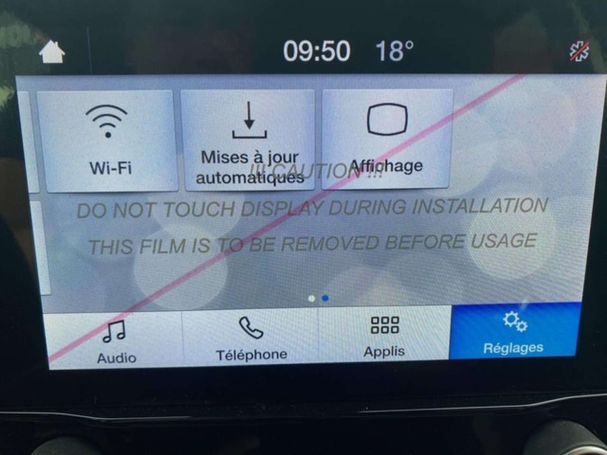 09:50 18°
Wi-Fi
Mises à jour
automatiques
Affichage
!!! CAUTION !!!
DO NOT TOUCH DISPLAY DURING INSTALLATION
THIS FILM IS TO BE REMOVED BEFORE USAGE
Audio
Téléphone
Applis
Réglages